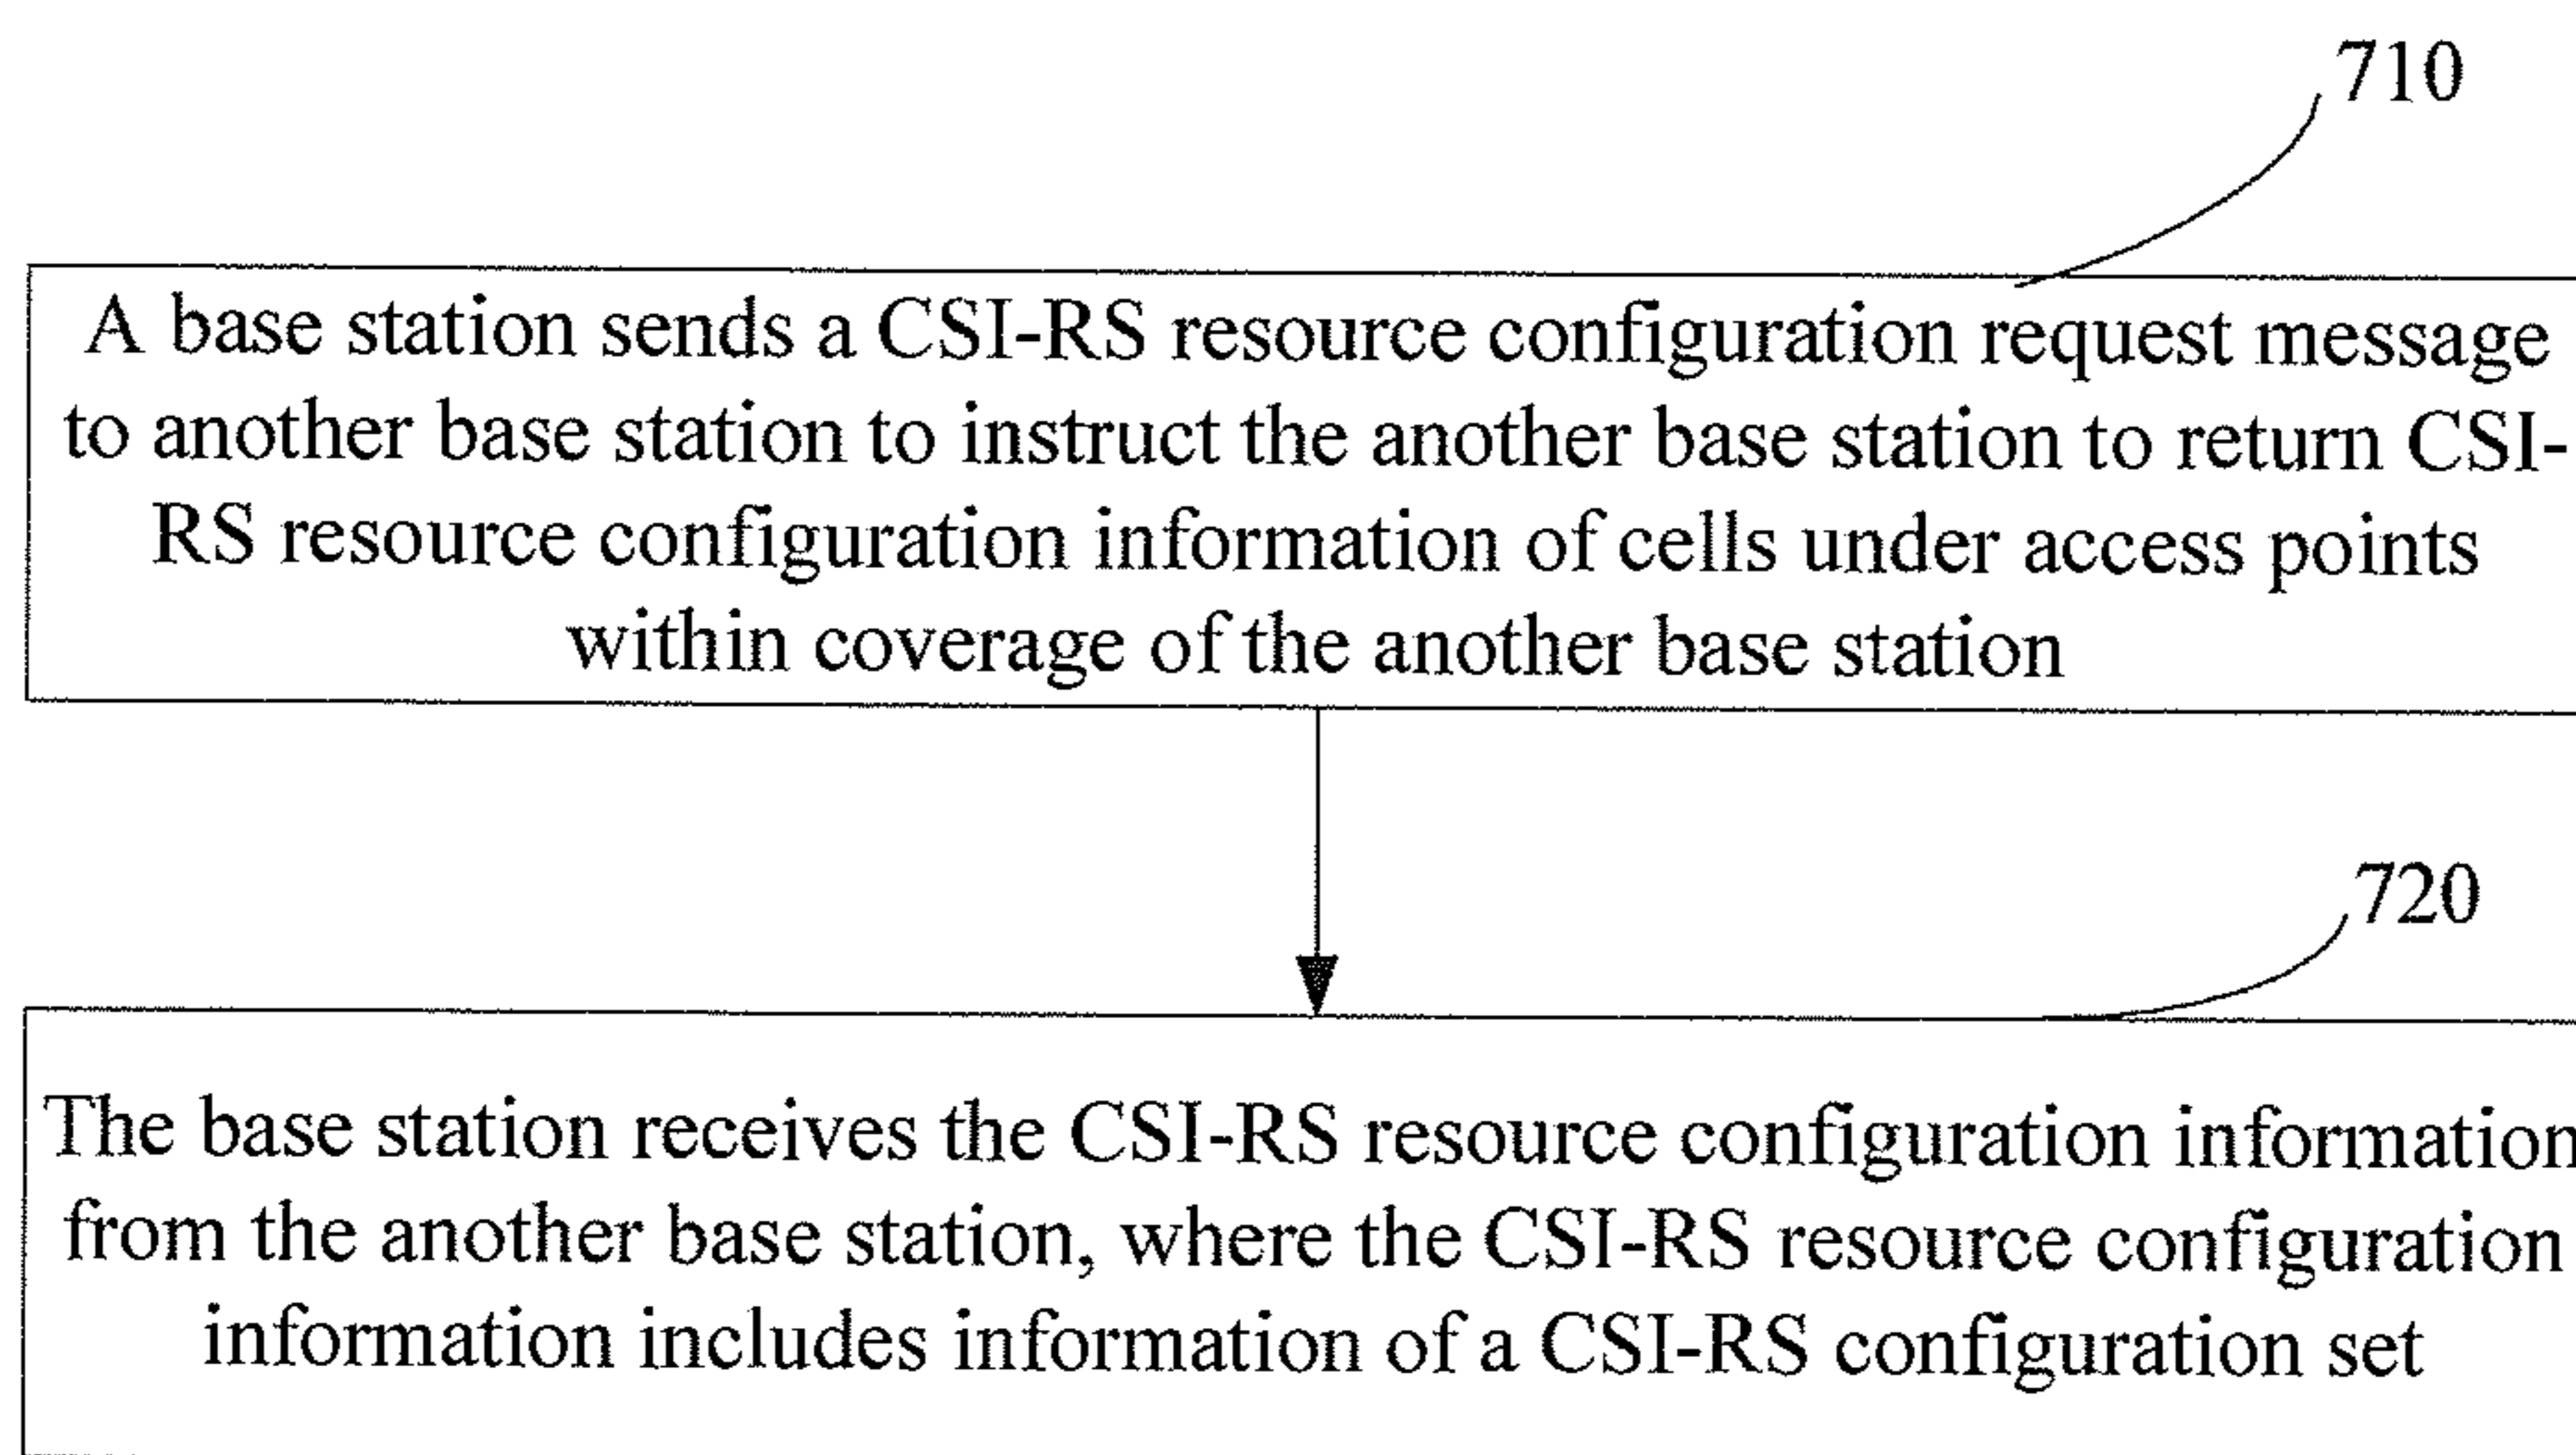 710
A base station sends a CSI-RS resource configuration request message
to another base station to instruct the another base station to return CSI-
RS resource configuration information of cells under access points
within coverage of the another base station
720
The base station receives the CSI-RS resource configuration information
from the another base station, where the CSI-RS resource configuration
information includes information of a CSI-RS configuration set